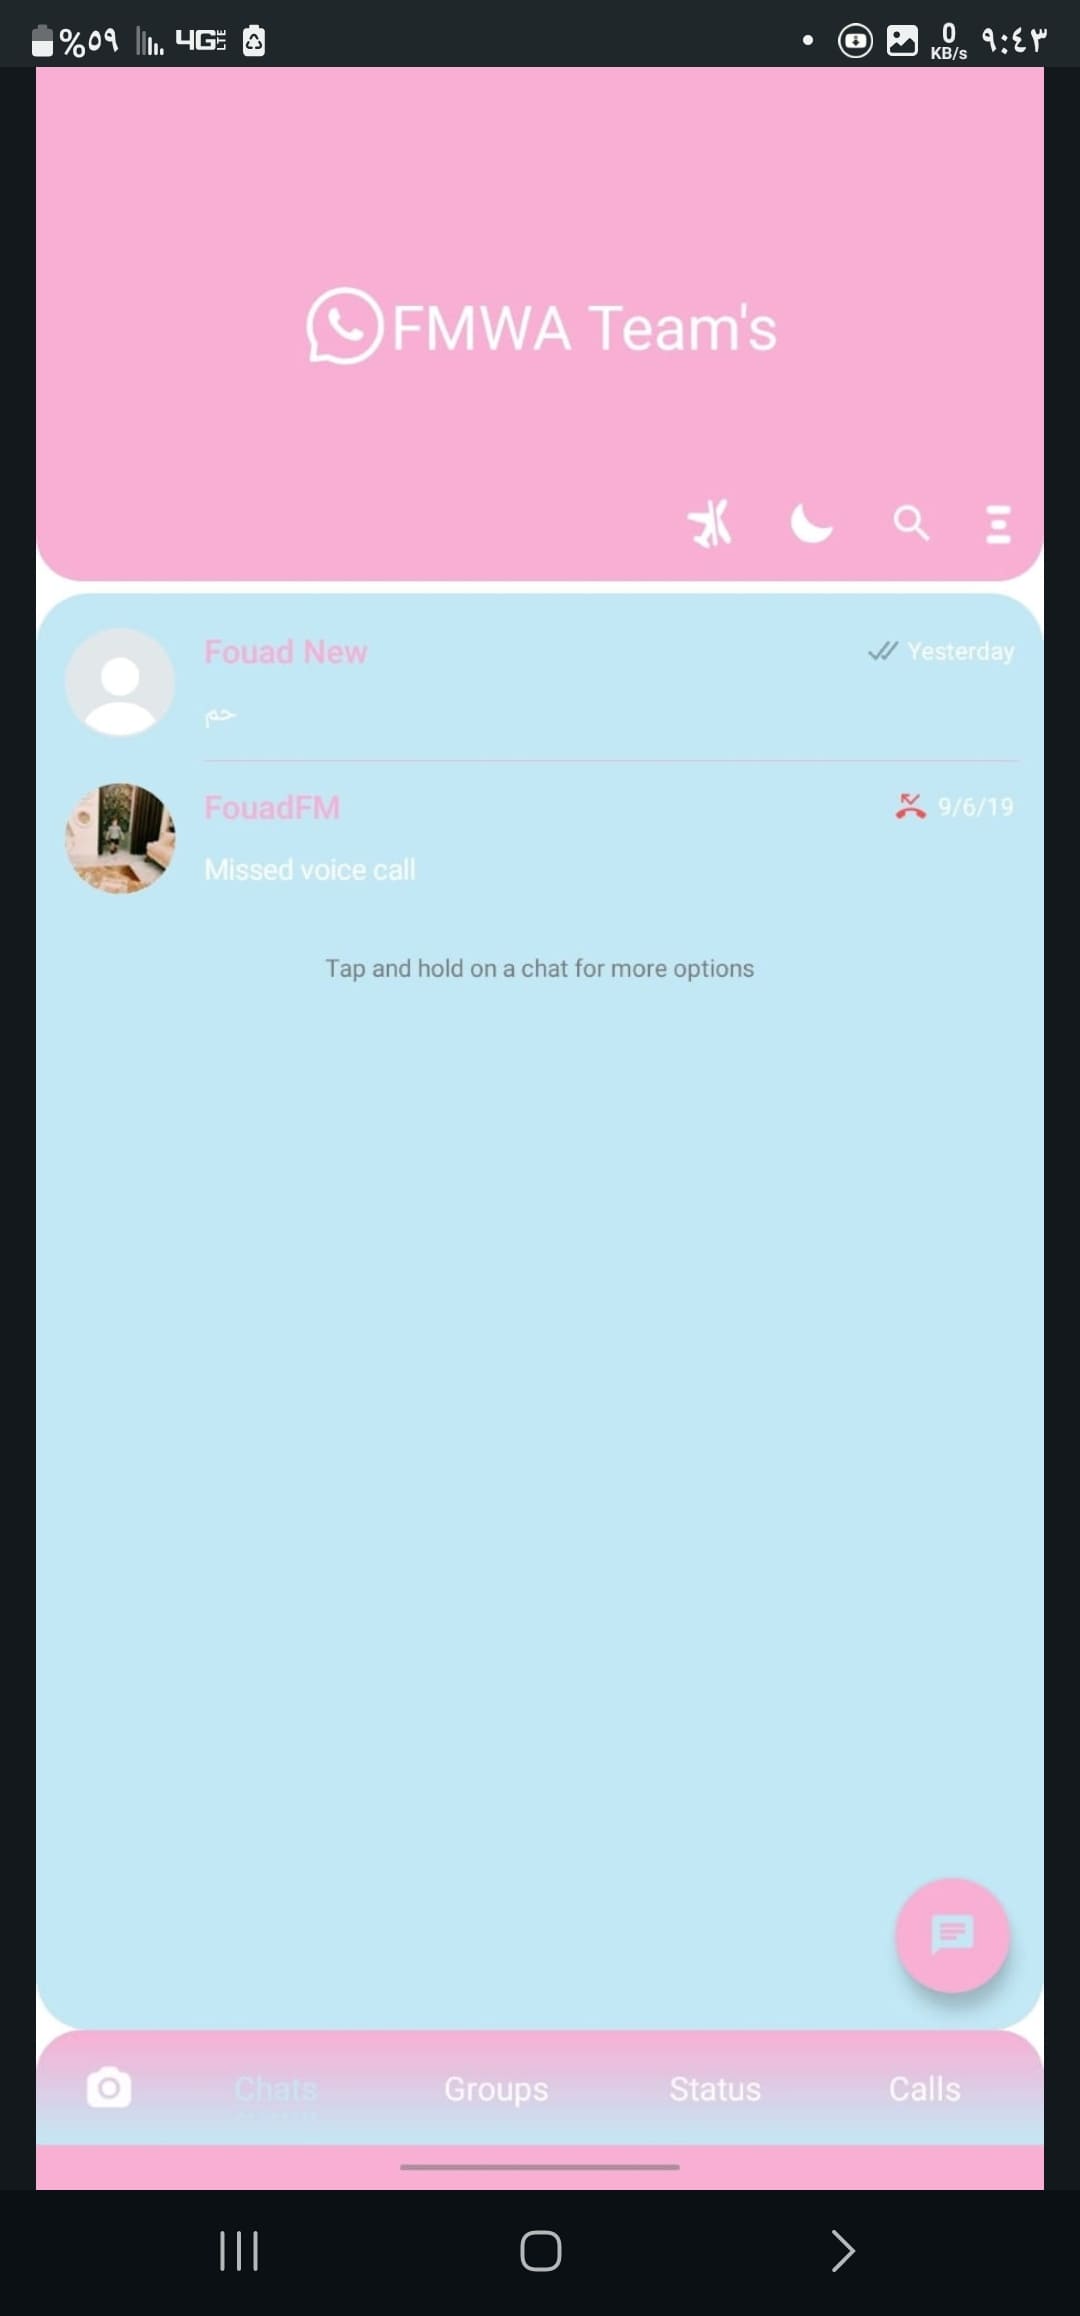 %٥٩ 4G LTE 0 KB/s ٩:٤٣
FMWA Team's
Fouad New Yesterday
حم
FouadFM 9/6/19
Missed voice call
Tap and hold on a chat for more options
Chats Groups Status Calls